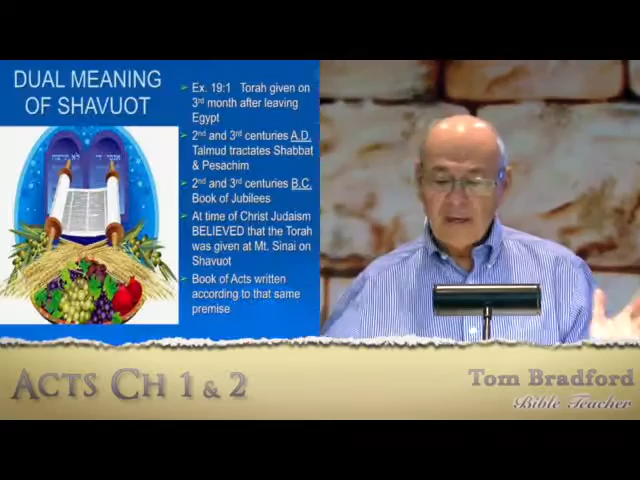 DUAL MEANING
OF SHAVUOT
Ex. 19:1 Torah given on
3rd month after leaving
Egypt
2nd and 3rd centuries A.D.
Talmud tractates Shabbat
& Pesachim
2nd and 3rd centuries B.C.
Book of Jubilees
At time of Christ Judaism
BELIEVED that the Torah
was given at Mt. Sinai on
Shavuot
Book of Acts written
according to that same
premise
ACTS CH 1 & 2
Tom Bradford
Bible Teacher